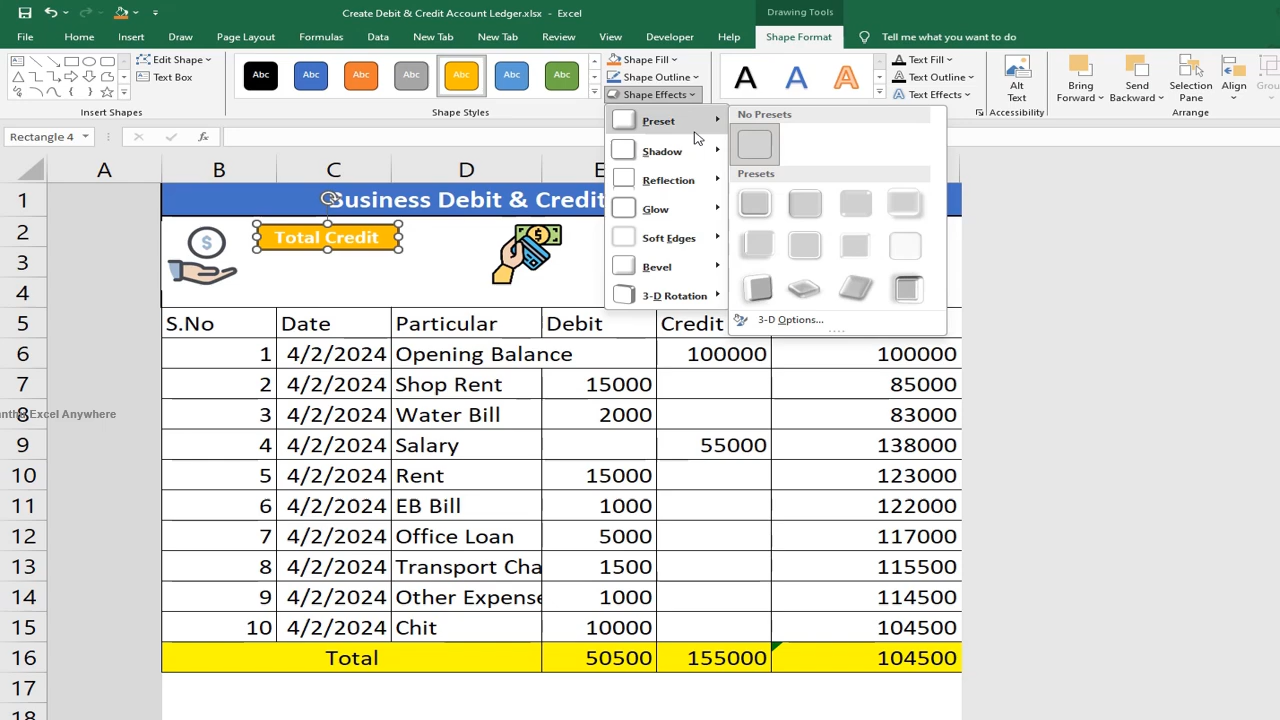 Create Debit & Credit Account Ledger.xlsx - Excel
Drawing Tools
File Home Insert Draw Page Layout Formulas Data New Tab New Tab Review View Developer Help Shape Format Tell me what you want to do
Edit Shape
Text Box
Insert Shapes
Abc Abc Abc Abc Abc Abc Abc
Shape Styles
Shape Fill
Shape Outline
Shape Effects
A A A
Text Fill
Text Outline
Text Effects
Alt Text
Accessibility
Bring Forward
Send Backward
Selection Pane
Align
Arrange
Rectangle 4
fx
Preset
Shadow
Reflection
Glow
Soft Edges
Bevel
3-D Rotation
No Presets
Presets
3-D Options...
A B C D
1 Business Debit & Credit
2 Total Credit
3
4
5 S.No Date Particular Debit Credit
6 1 4/2/2024 Opening Balance 100000 100000
7 2 4/2/2024 Shop Rent 15000 85000
8 3 4/2/2024 Water Bill 2000 83000
Excel Anywhere
9 4 4/2/2024 Salary 55000 138000
10 5 4/2/2024 Rent 15000 123000
11 6 4/2/2024 EB Bill 1000 122000
12 7 4/2/2024 Office Loan 5000 117000
13 8 4/2/2024 Transport Cha 1500 115500
14 9 4/2/2024 Other Expense 1000 114500
15 10 4/2/2024 Chit 10000 104500
16 Total 50500 155000 104500
17
18